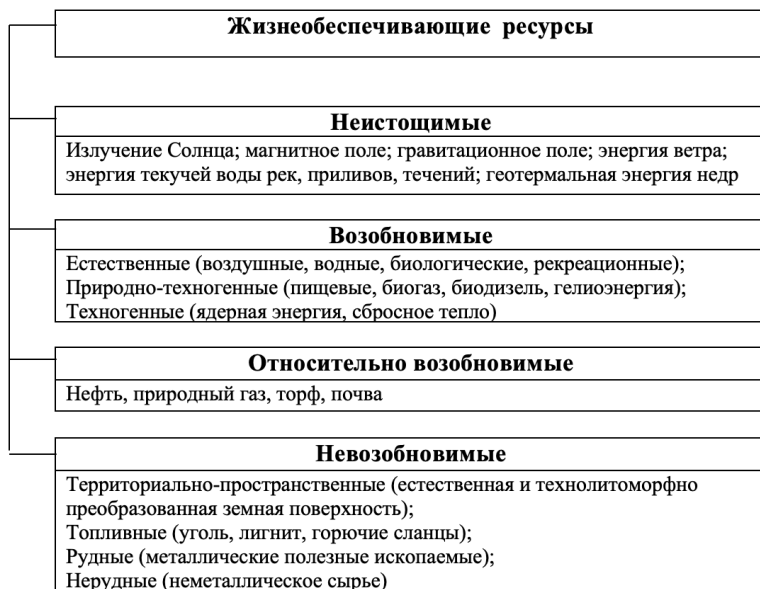 Жизнеобеспечивающие ресурсы
Неистощимые
Излучение Солнца; магнитное поле; гравитационное поле; энергия ветра;
энергия текучей воды рек, приливов, течений; геотермальная энергия недр
Возобновимые
Естественные (воздушные, водные, биологические, рекреационные);
Природно-техногенные (пищевые, биогаз, биодизель, гелиоэнергия);
Техногенные (ядерная энергия, сбросное тепло)
Относительно возобновимые
Нефть, природный газ, торф, почва
Невозобновимые
Территориально-пространственные (естественная и технолитоморфно
преобразованная земная поверхность);
Топливные (уголь, лигнит, горючие сланцы);
Рудные (металлические полезные ископаемые);
Нерудные (неметаллическое сырье)